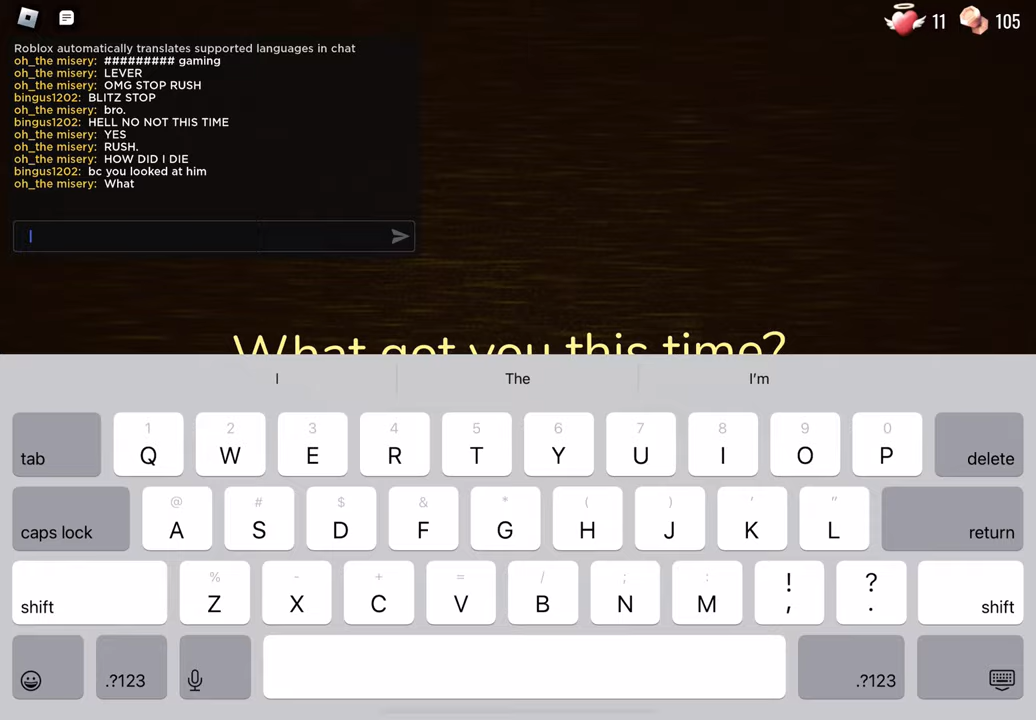 11
105
Roblox automatically translates supported languages in chat
oh_the misery: ######### gaming
oh_the misery: LEVER
oh_the misery: OMG STOP RUSH
bingus1202: BLITZ STOP
oh_the misery: bro.
bingus1202: HELL NO NOT THIS TIME
oh_the misery: YES
oh_the misery: RUSH.
oh_the misery: HOW DID I DIE
bingus1202: bc you looked at him
oh_the misery: What
What got you this time?
I The I'm
1 2 3 4 5 6 7 8 9 0
tab Q W E R T Y U I O P delete
@ # $ & * ( ) ' "
caps lock A S D F G H J K L return
% - + = / ; : ! ?
shift Z X C V B N M , . shift
.?123 .?123